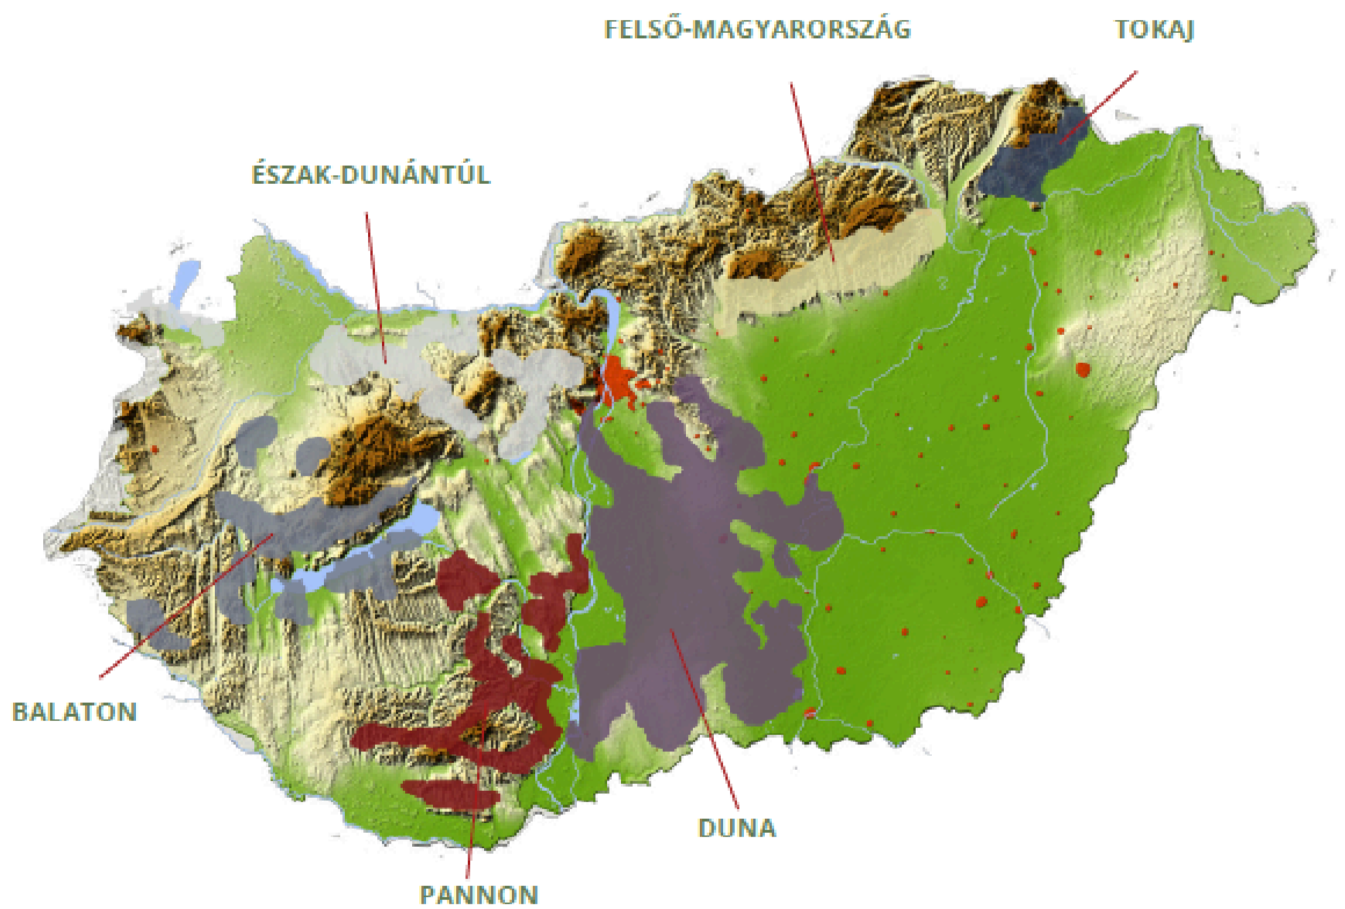 FELSŐ-MAGYARORSZÁG
TOKAJ
ÉSZAK-DUNÁNTÚL
BALATON
DUNA
PANNON